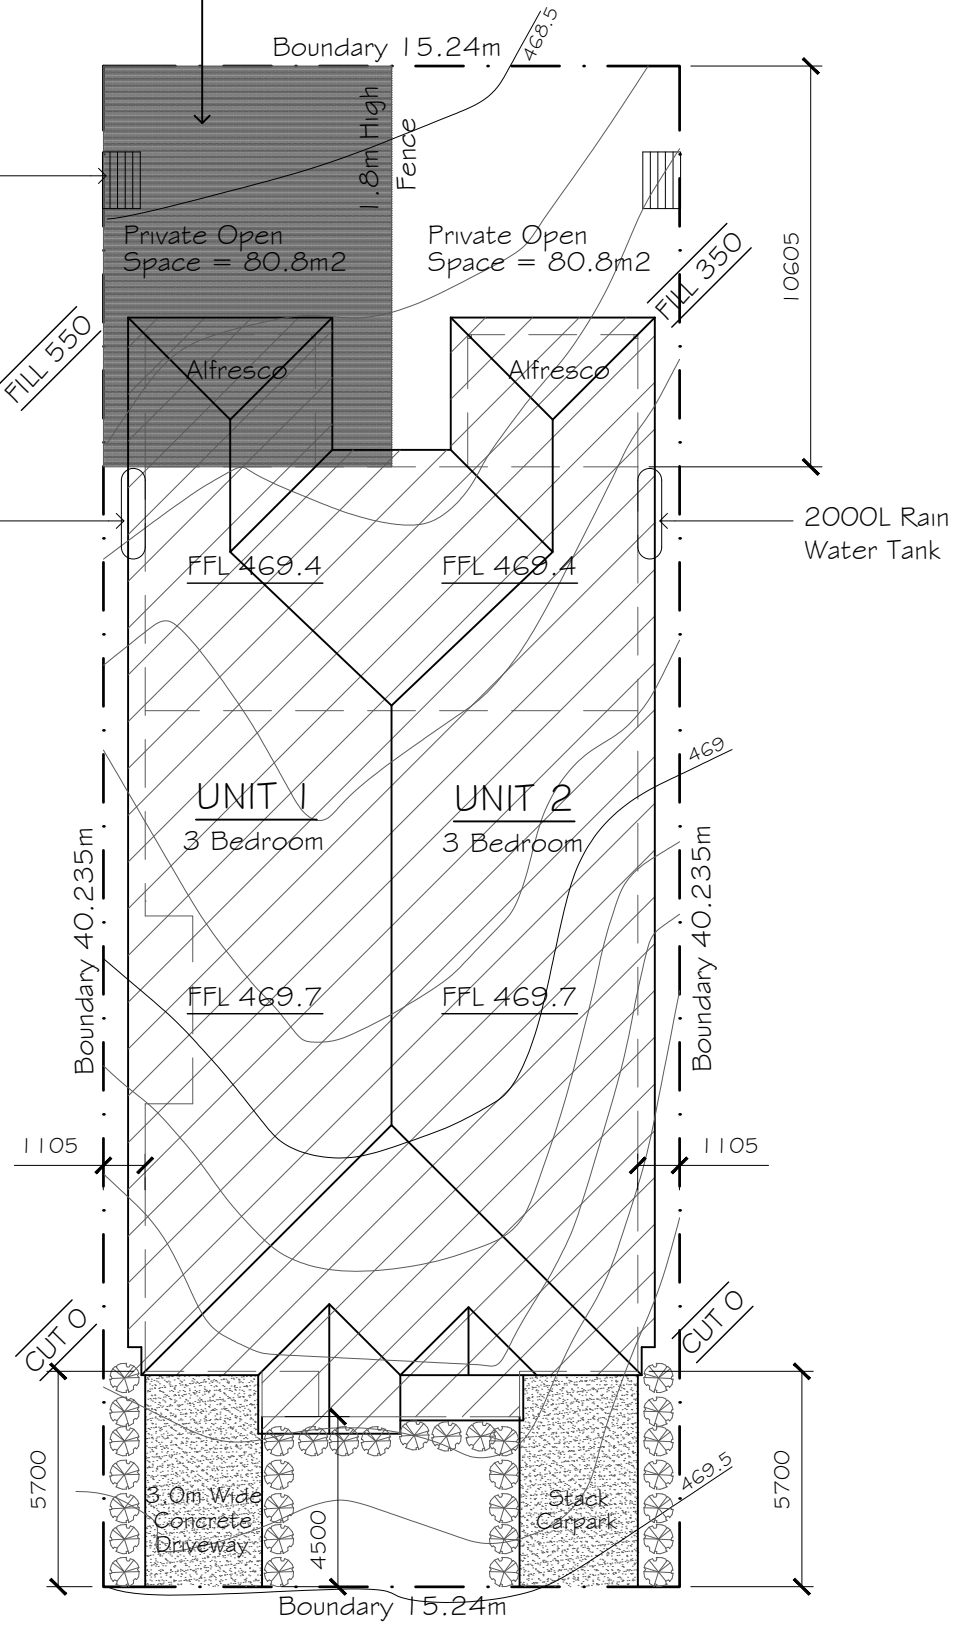 468.5
Boundary 15.24m
1.8m High
Fence
Private Open
Space = 80.8m2
Private Open
Space = 80.8m2
FILL 350
10605
FILL 550
Alfresco
Alfresco
2000L Rain
Water Tank
FFL 469.4
FFL 469.4
469
UNIT 1
3 Bedroom
UNIT 2
3 Bedroom
Boundary 40.235m
Boundary 40.235m
FFL 469.7
FFL 469.7
1105
1105
CUT 0
CUT 0
5700
3.0m Wide
Concrete
Driveway
4500
Stack
Carpark
469.5
5700
Boundary 15.24m